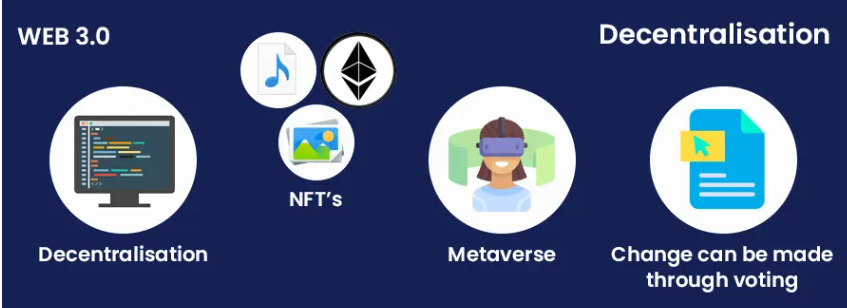 WEB 3.0
Decentralisation
NFT's
Decentralisation
Metaverse
Change can be made
through voting